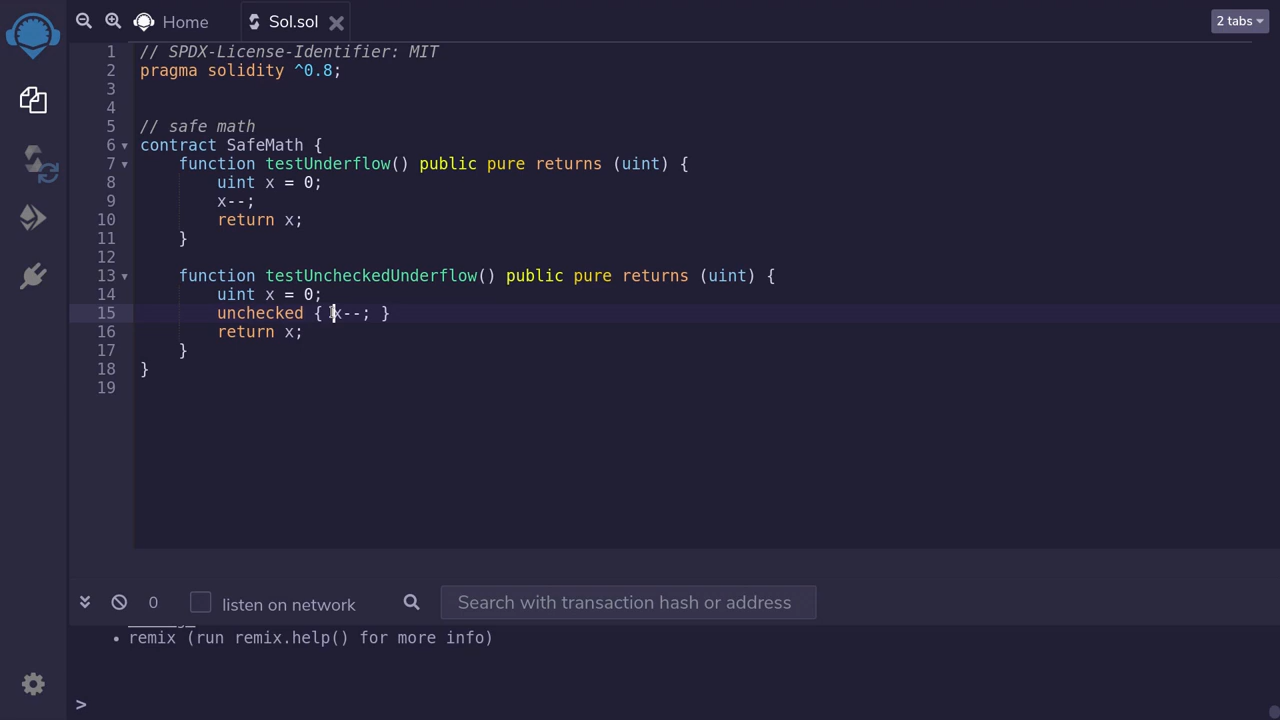 Home
Sol.sol
2 tabs
1 // SPDX-License-Identifier: MIT
2 pragma solidity ^0.8;
3
4
5 // safe math
6 contract SafeMath {
7 function testUnderflow() public pure returns (uint) {
8 uint x = 0;
9 x--;
10 return x;
11 }
12
13 function testUncheckedUnderflow() public pure returns (uint) {
14 uint x = 0;
15 unchecked { x--; }
16 return x;
17 }
18 }
19
0 listen on network Search with transaction hash or address
• remix (run remix.help() for more info)
>